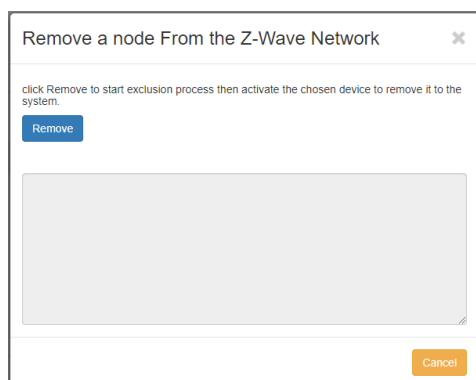 Remove a node From the Z-Wave Network
click Remove to start exclusion process then activate the chosen device to remove it to the
system.
Remove
Cancel